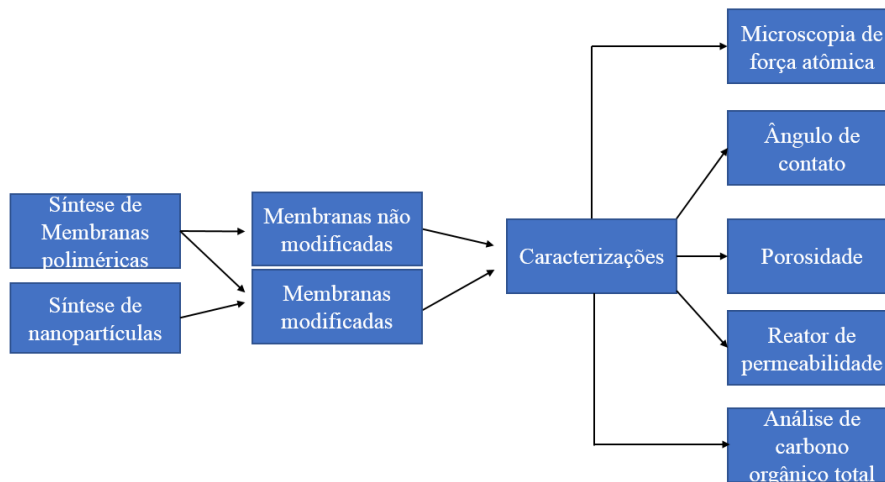 Síntese de
Membranas
poliméricas
Síntese de
nanopartículas
Membranas não
modificadas
Membranas
modificadas
Caracterizações
Microscopia de
força atômica
Ângulo de
contato
Porosidade
Reator de
permeabilidade
Análise de
carbono
orgânico total